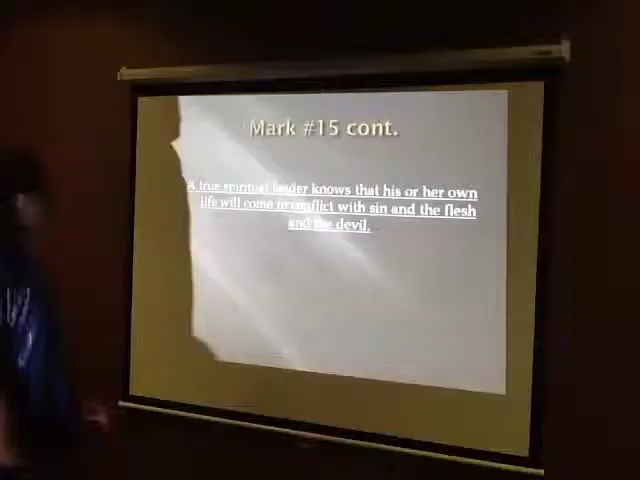 Mark #15 cont.
A true spiritual leader knows that his or her own
life will come in conflict with sin and the flesh
and the devil.